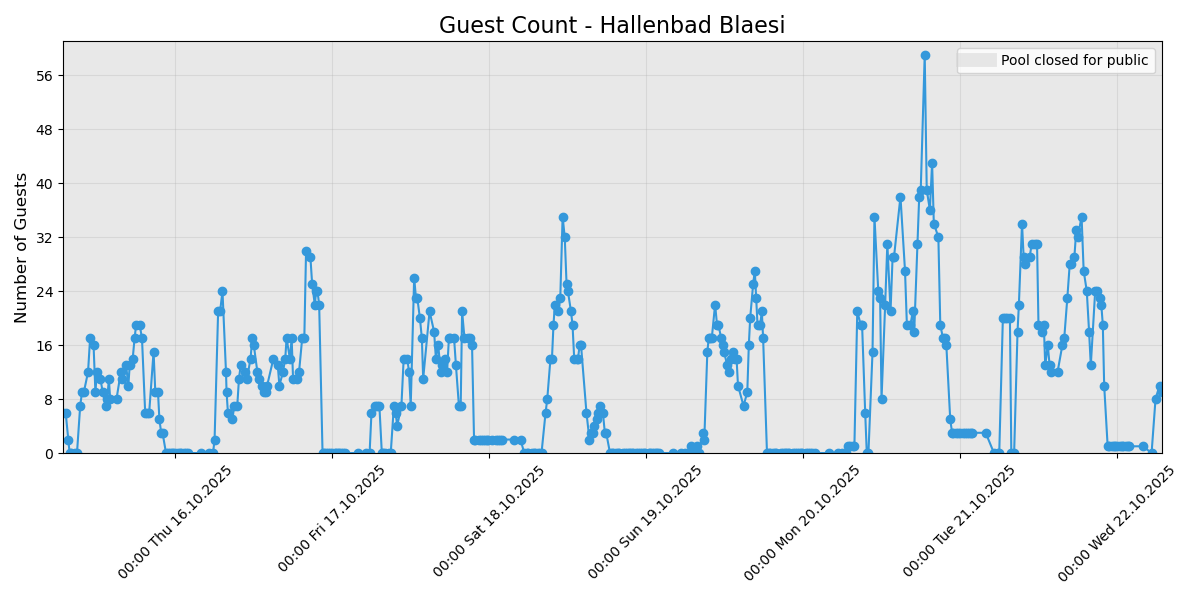 Guest Count - Hallenbad Blaesi
Pool closed for public
Number of Guests
56
48
40
32
24
16
8
0
00:00 Thu 16.10.2025
00:00 Fri 17.10.2025
00:00 Sat 18.10.2025
00:00 Sun 19.10.2025
00:00 Mon 20.10.2025
00:00 Tue 21.10.2025
00:00 Wed 22.10.2025